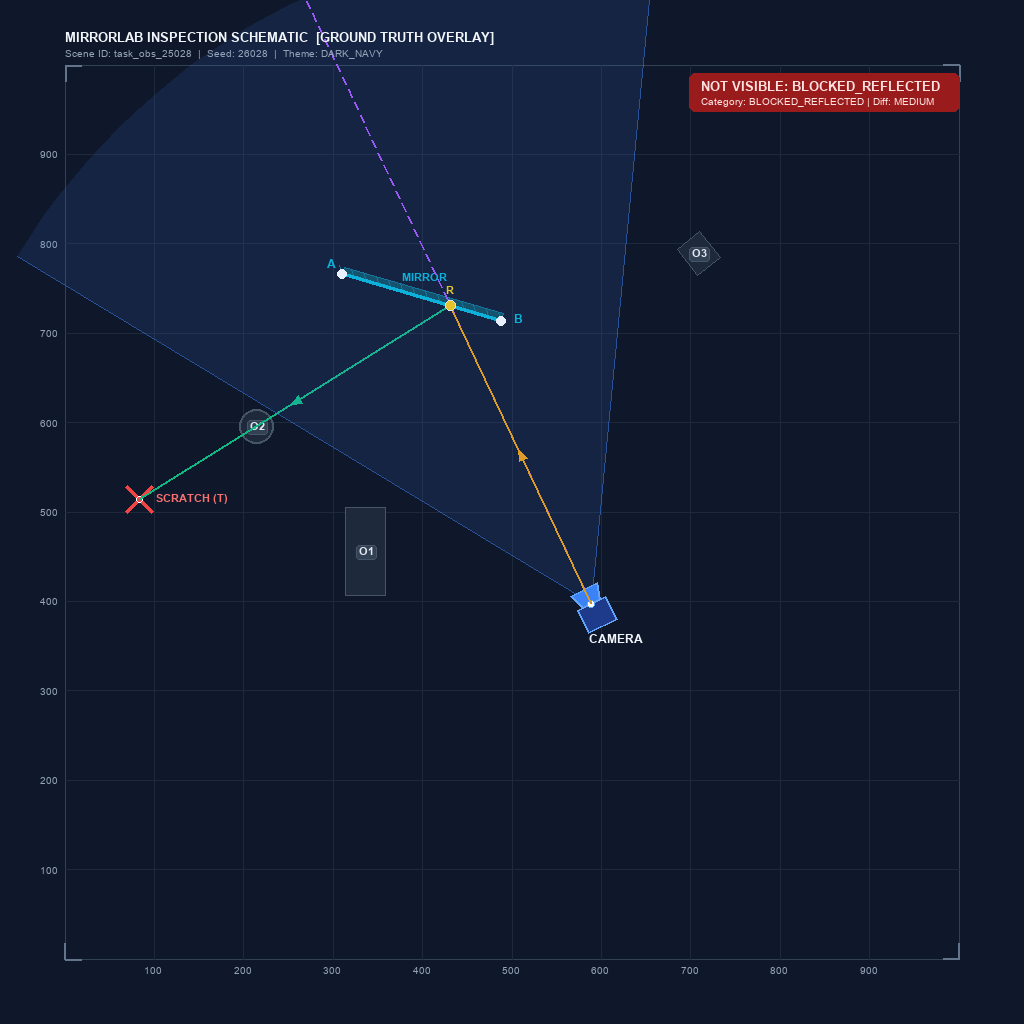 MIRRORLAB INSPECTION SCHEMATIC [GROUND TRUTH OVERLAY]
Scene ID: task_obs_25028 | Seed: 26028 | Theme: DARK_NAVY
NOT VISIBLE: BLOCKED_REFLECTED
Category: BLOCKED_REFLECTED | Diff: MEDIUM
900
800
700
600
500
400
300
200
100
A
MIRROR
R
B
O3
O2
SCRATCH (T)
O1
CAMERA
100 200 300 400 500 600 700 800 900